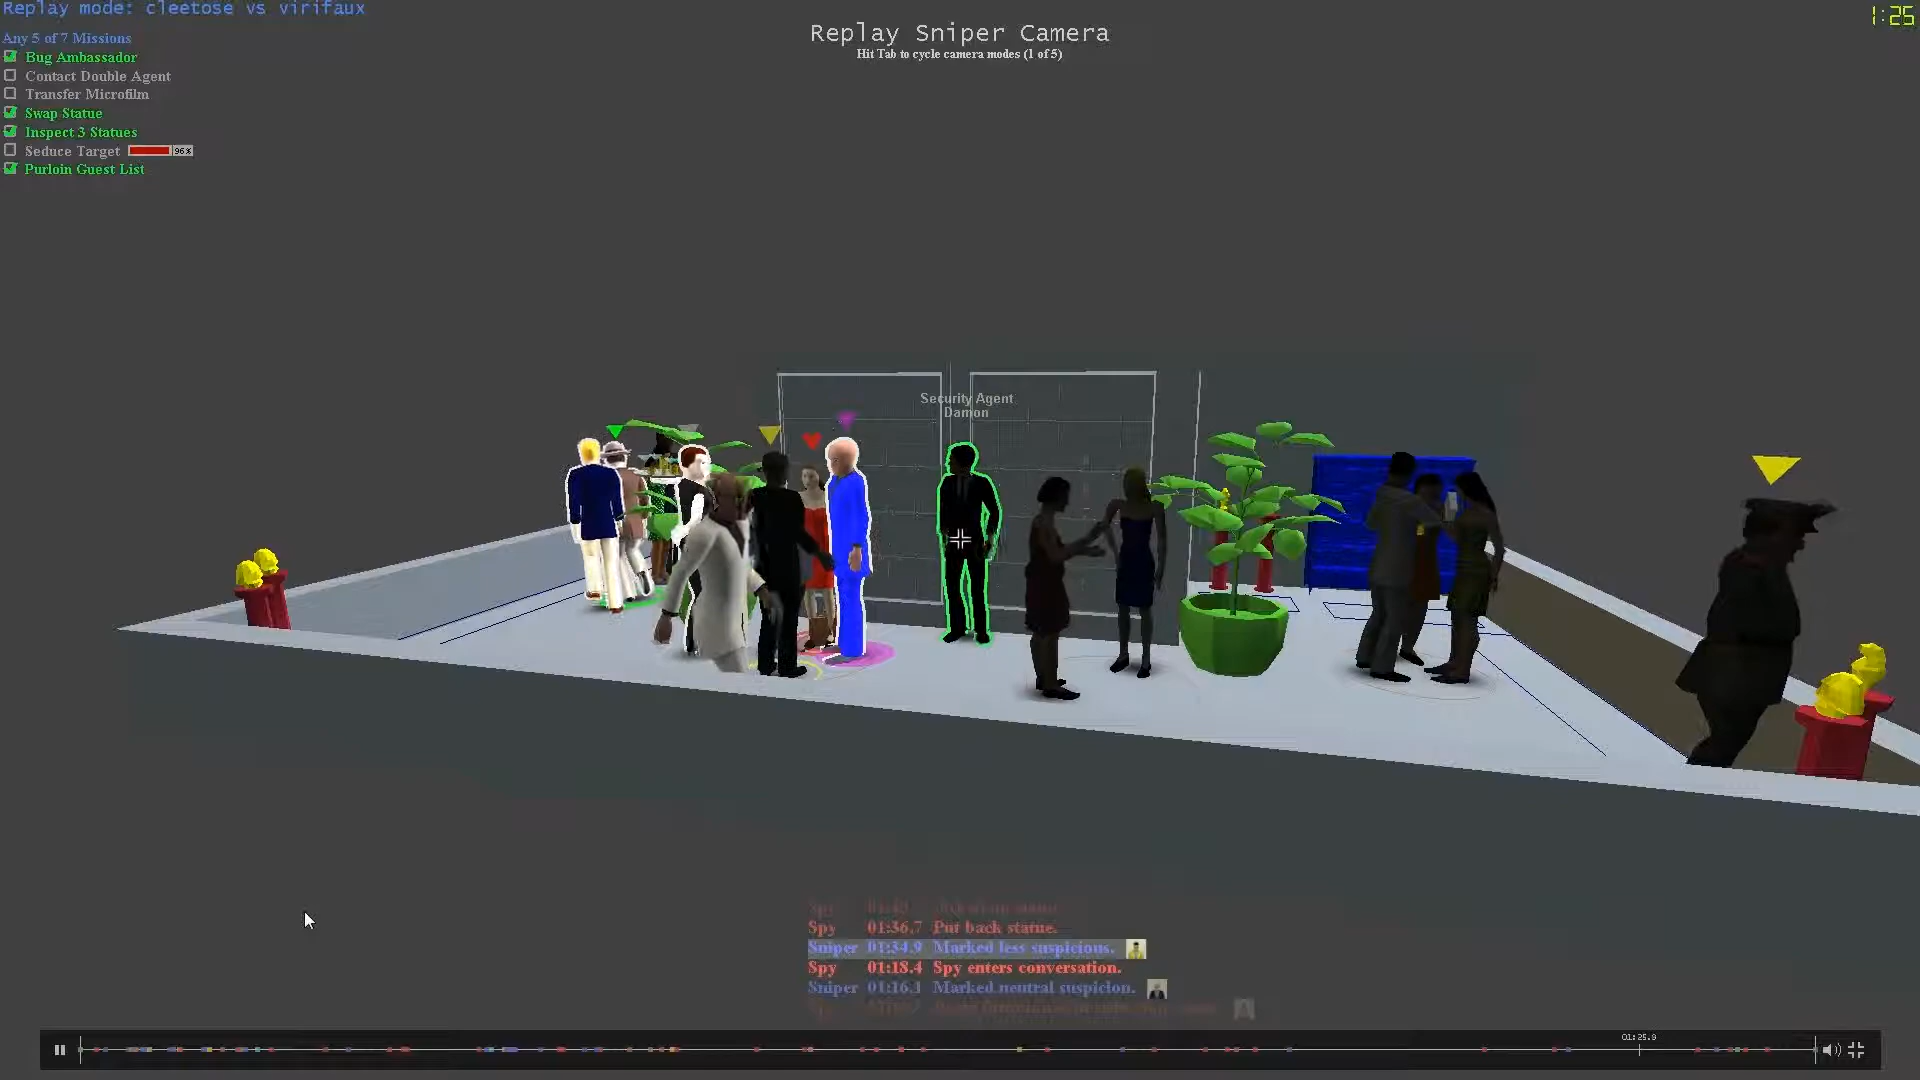 Replay mode: cleetose vs virifaux
1:25
Replay Sniper Camera
Hit Tab to cycle camera modes (1 of 5)
Any 5 of 7 Missions
Bug Ambassador
Contact Double Agent
Transfer Microfilm
Swap Statue
Inspect 3 Statues
Seduce Target 96%
Purloin Guest List
Security Agent
Damon
Spy 01:36.7 Put back statue.
Sniper 01:34.9 Marked less suspicious.
Spy 01:18.4 Spy enters conversation.
Sniper 01:16.1 Marked neutral suspicion.
01:25.9